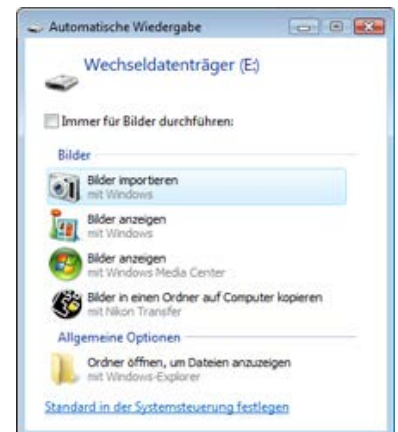 Automatische Wiedergabe
Wechseldatenträger (E:)
Immer für Bilder durchführen:
Bilder
Bilder importieren
mit Windows
Bilder anzeigen
mit Windows
Bilder anzeigen
mit Windows Media Center
Bilder in einen Ordner auf Computer kopieren
mit Nikon Transfer
Allgemeine Optionen
Ordner öffnen, um Dateien anzuzeigen
mit Windows-Explorer
Standard in der Systemsteuerung festlegen